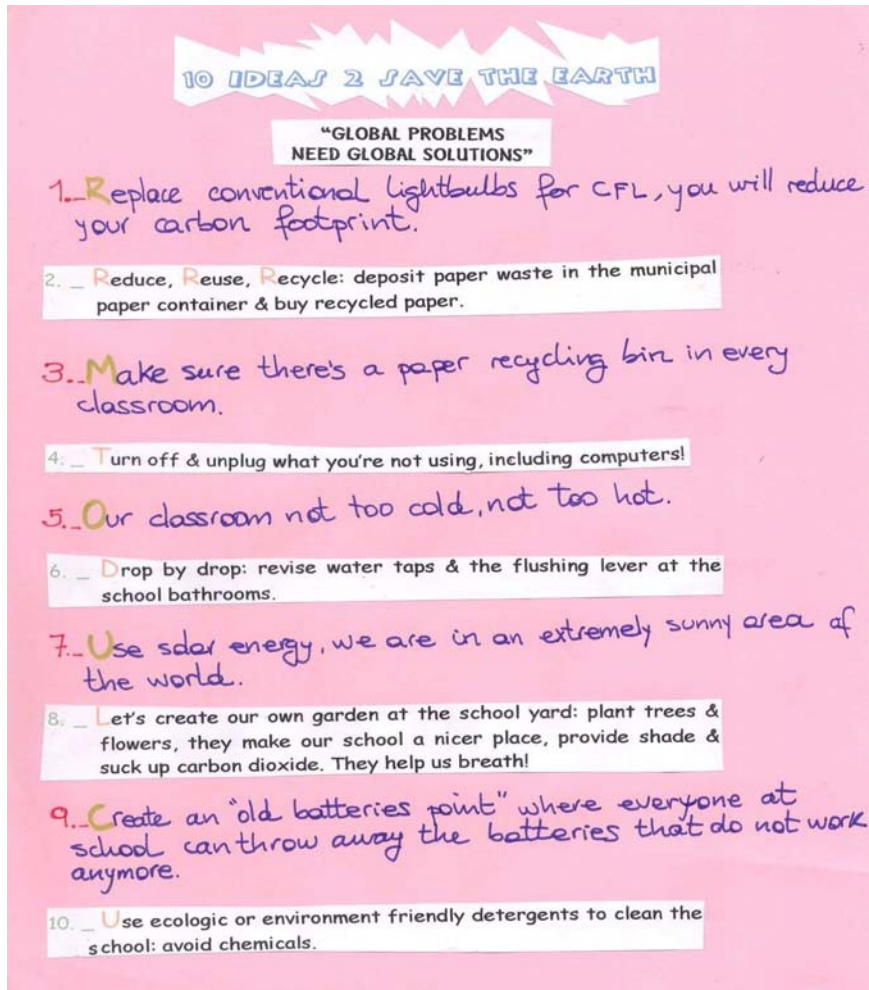 10 IDEAS 2 SAVE THE EARTH
“GLOBAL PROBLEMS
NEED GLOBAL SOLUTIONS”
1._Replace conventional lightbulbs for CFL, you will reduce
your carbon footprint.
2. _ Reduce, Reuse, Recycle: deposit paper waste in the municipal
paper container & buy recycled paper.
3._Make sure there's a paper recycling bin in every
classroom.
4. _ Turn off & unplug what you're not using, including computers!
5._Our classroom not too cold, not too hot.
6. _ Drop by drop: revise water taps & the flushing lever at the
school bathrooms.
7._Use solar energy, we are in an extremely sunny area of
the world.
8. _ Let's create our own garden at the school yard: plant trees &
flowers, they make our school a nicer place, provide shade &
suck up carbon dioxide. They help us breath!
9._Create an "old batteries point" where everyone at
school can throw away the batteries that do not work
anymore.
10. _ Use ecologic or environment friendly detergents to clean the
school: avoid chemicals.